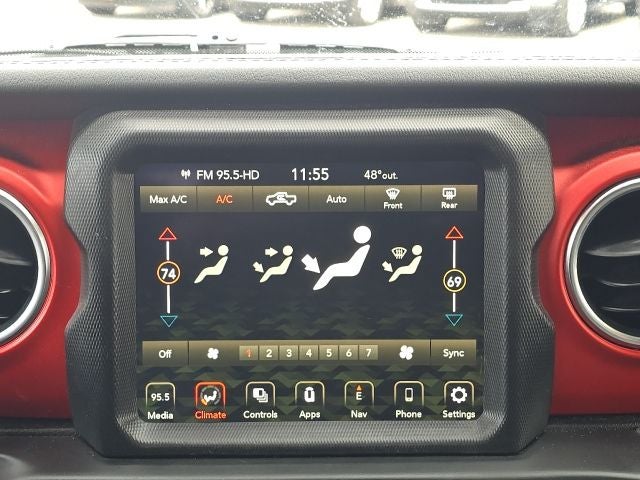 FM 95.5-HD 11:55 48°out.
Max A/C A/C Auto Front Rear
74 69
Off 1 2 3 4 5 6 7 Sync
95.5 E
Media Climate Controls Apps Nav Phone Settings